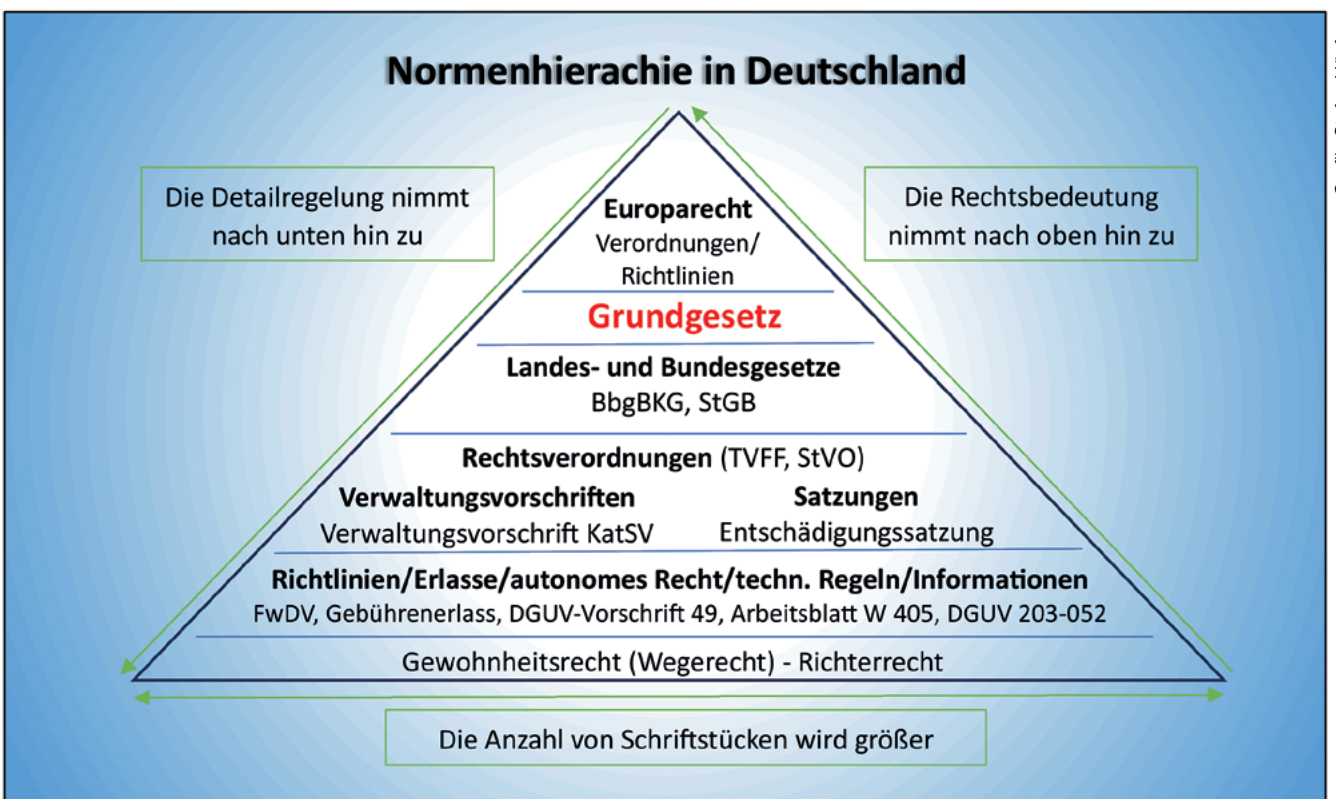 Normenhierachie in Deutschland
Die Detailregelung nimmt
nach unten hin zu
Die Rechtsbedeutung
nimmt nach oben hin zu
Europarecht
Verordnungen/
Richtlinien
Grundgesetz
Landes- und Bundesgesetze
BbgBKG, StGB
Rechtsverordnungen (TVFF, StVO)
Verwaltungsvorschriften
Satzungen
Verwaltungsvorschrift KatSV
Entschädigungssatzung
Richtlinien/Erlasse/autonomes Recht/techn. Regeln/Informationen
FwDV, Gebührenerlass, DGUV-Vorschrift 49, Arbeitsblatt W 405, DGUV 203-052
Gewohnheitsrecht (Wegerecht) - Richterrecht
Die Anzahl von Schriftstücken wird größer